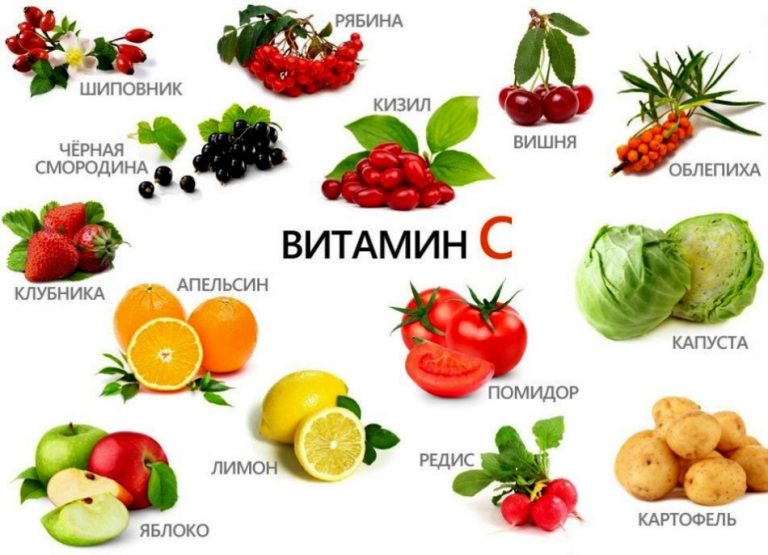 РЯБИНА
ШИПОВНИК
КИЗИЛ
ВИШНЯ
ЧЁРНАЯ
СМОРОДИНА
ОБЛЕПИХА
ВИТАМИН С
КЛУБНИКА
АПЕЛЬСИН
КАПУСТА
ПОМИДОР
ЛИМОН
РЕДИС
ЯБЛОКО
КАРТОФЕЛЬ